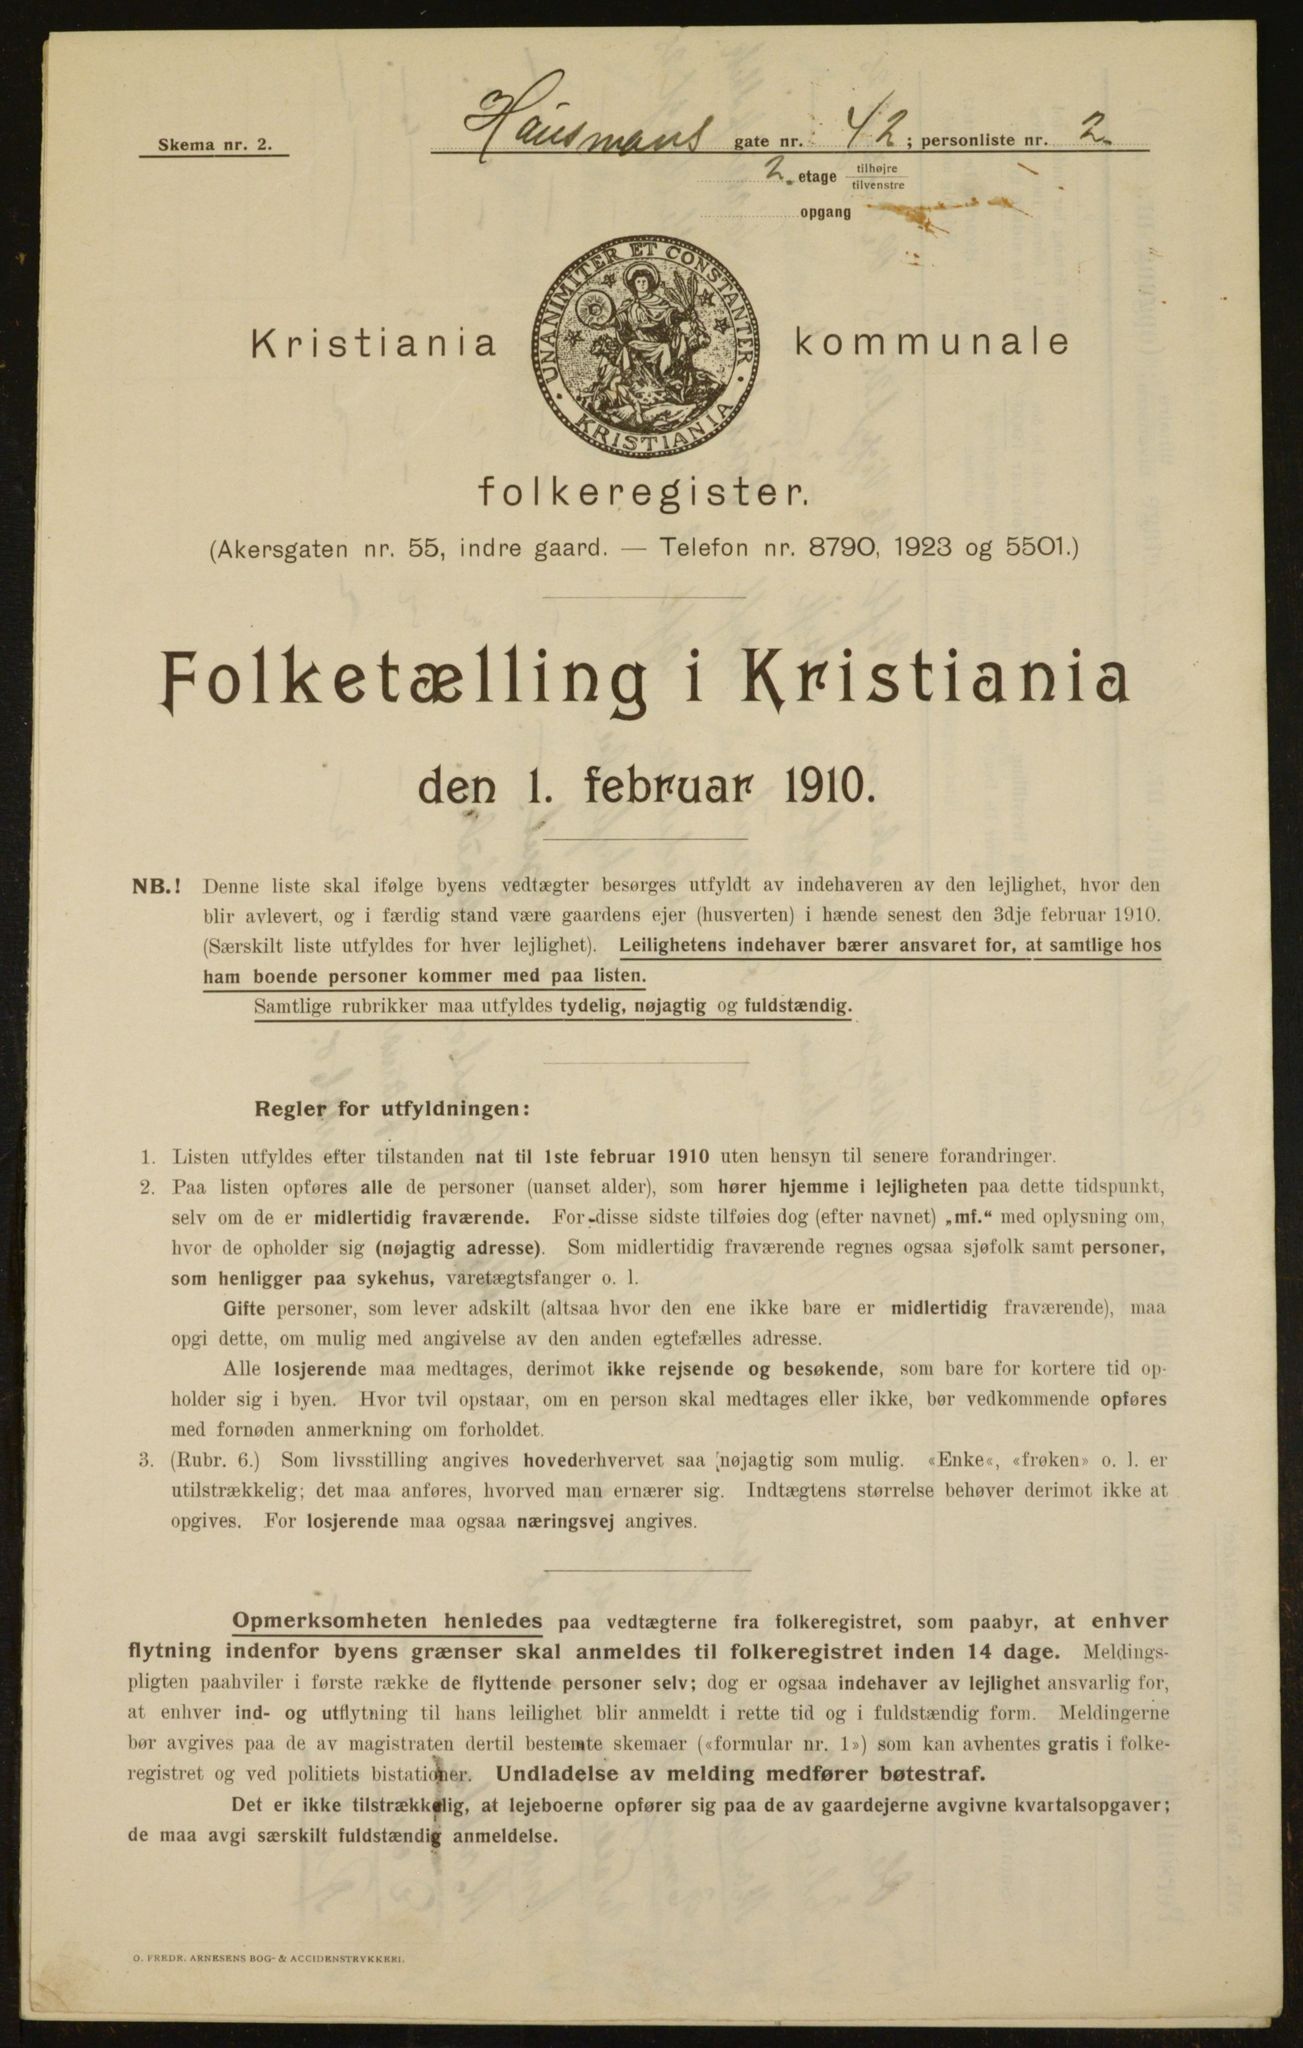 Skema nr. 2.
Hausmans gate nr. 42; personliste nr. 2.
2. etage tilhøjre
tilvenstre
opgang
UNANIMITER ET CONSTANTER
KRISTIANIA
Kristiania kommunale
folkeregister.
(Akersgaten nr. 55, indre gaard. — Telefon nr. 8790, 1923 og 5501.)
Folketælling i Kristiania
den 1. februar 1910.
NB.! Denne liste skal ifølge byens vedtægter besørges utfyldt av indehaveren av den lejlighet, hvor den
blir avlevert, og i færdig stand være gaardens ejer (husverten) i hænde senest den 3dje februar 1910.
(Særskilt liste utfyldes for hver lejlighet). Leilighetens indehaver bærer ansvaret for, at samtlige hos
ham boende personer kommer med paa listen.
Samtlige rubrikker maa utfyldes tydelig, nøjagtig og fuldstændig.
Regler for utfyldningen:
1. Listen utfyldes efter tilstanden nat til 1ste februar 1910 uten hensyn til senere forandringer.
2. Paa listen opføres alle de personer (uanset alder), som hører hjemme i lejligheten paa dette tidspunkt,
selv om de er midlertidig fraværende. For disse sidste tilføies dog (efter navnet) „mf.“ med oplysning om,
hvor de opholder sig (nøjagtig adresse). Som midlertidig fraværende regnes ogsaa sjøfolk samt personer,
som henligger paa sykehus, varetægtsfanger o. l.
Gifte personer, som lever adskilt (altsaa hvor den ene ikke bare er midlertidig fraværende), maa
opgi dette, om mulig med angivelse av den anden egtefælles adresse.
Alle losjerende maa medtages, derimot ikke rejsende og besøkende, som bare for kortere tid op-
holder sig i byen. Hvor tvil opstaar, om en person skal medtages eller ikke, bør vedkommende opføres
med fornøden anmerkning om forholdet.
3. (Rubr. 6.) Som livsstilling angives hovederhvervet saa nøjagtig som mulig. «Enke«, «frøken» o. l. er
utilstrækkelig; det maa anføres, hvorved man ernærer sig. Indtægtens størrelse behøver derimot ikke at
opgives. For losjerende maa ogsaa næringsvej angives.
Opmerksomheten henledes paa vedtægterne fra folkeregistret, som paabyr, at enhver
flytning indenfor byens grænser skal anmeldes til folkeregistret inden 14 dage. Meldings-
pligten paahviler i første række de flyttende personer selv; dog er ogsaa indehaver av lejlighet ansvarlig for,
at enhver ind- og utflytning til hans leilighet blir anmeldt i rette tid og i fuldstændig form. Meldingerne
bør avgives paa de av magistraten dertil bestemte skemaer («formular nr. 1») som kan avhentes gratis i folke-
registret og ved politiets bistationer. Undladelse av melding medfører bøtestraf.
Det er ikke tilstrækkelig, at lejeboerne opfører sig paa de av gaardejerne avgivne kvartalsopgaver;
de maa avgi særskilt fuldstændig anmeldelse.
O. FREDR. ARNESENS BOG- & ACCIDENSTRYKKERI.